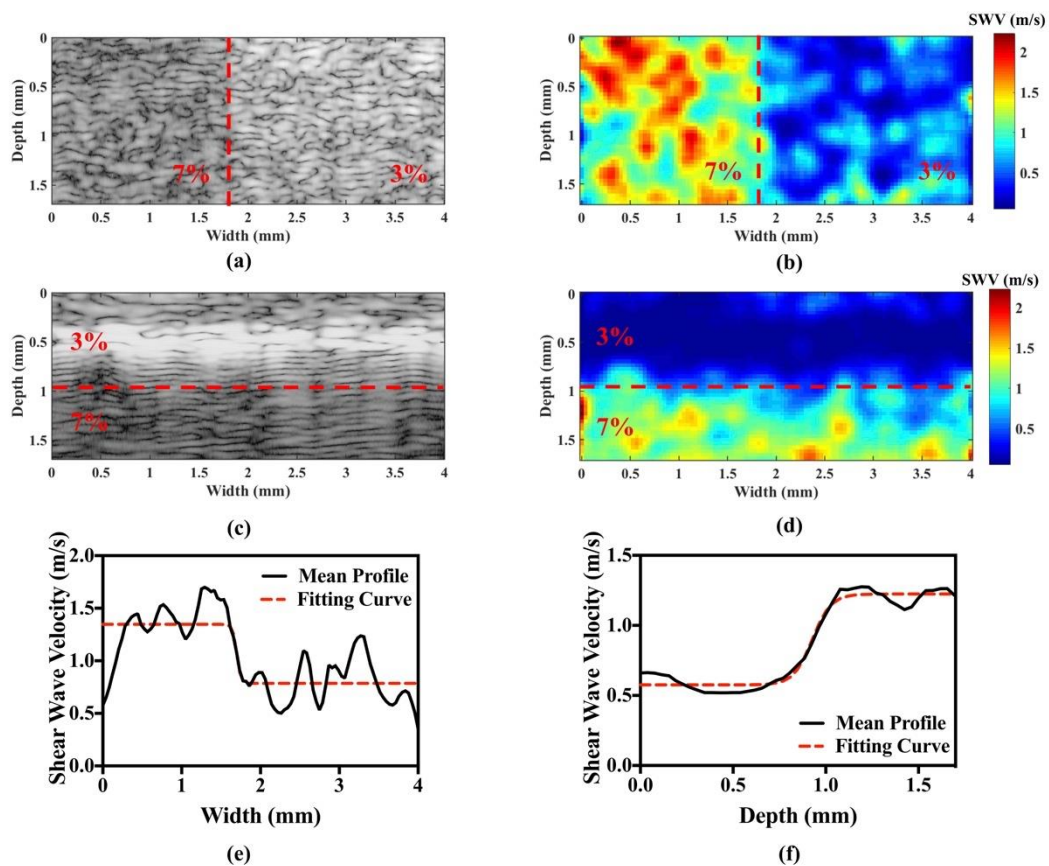 SWV (m/s)
0
0.5
1
1.5
Depth (mm)
7%
3%
0 0.5 1 1.5 2 2.5 3 3.5 4
Width (mm)
(a)
0
0.5
1
1.5
Depth (mm)
7%
3%
0 0.5 1 1.5 2 2.5 3 3.5 4
Width (mm)
2
1.5
1
0.5
(b)
0
0.5
1
1.5
Depth (mm)
3%
7%
0 0.5 1 1.5 2 2.5 3 3.5 4
Width (mm)
(c)
SWV (m/s)
0
0.5
1
1.5
Depth (mm)
3%
7%
0 0.5 1 1.5 2 2.5 3 3.5 4
Width (mm)
2
1.5
1
0.5
(d)
Shear Wave Velocity (m/s)
2.0
1.5
1.0
0.5
0.0
Mean Profile
Fitting Curve
0 1 2 3 4
Width (mm)
(e)
Shear Wave Velocity (m/s)
1.5
1.0
0.5
0.0
Mean Profile
Fitting Curve
0.0 0.5 1.0 1.5
Depth (mm)
(f)